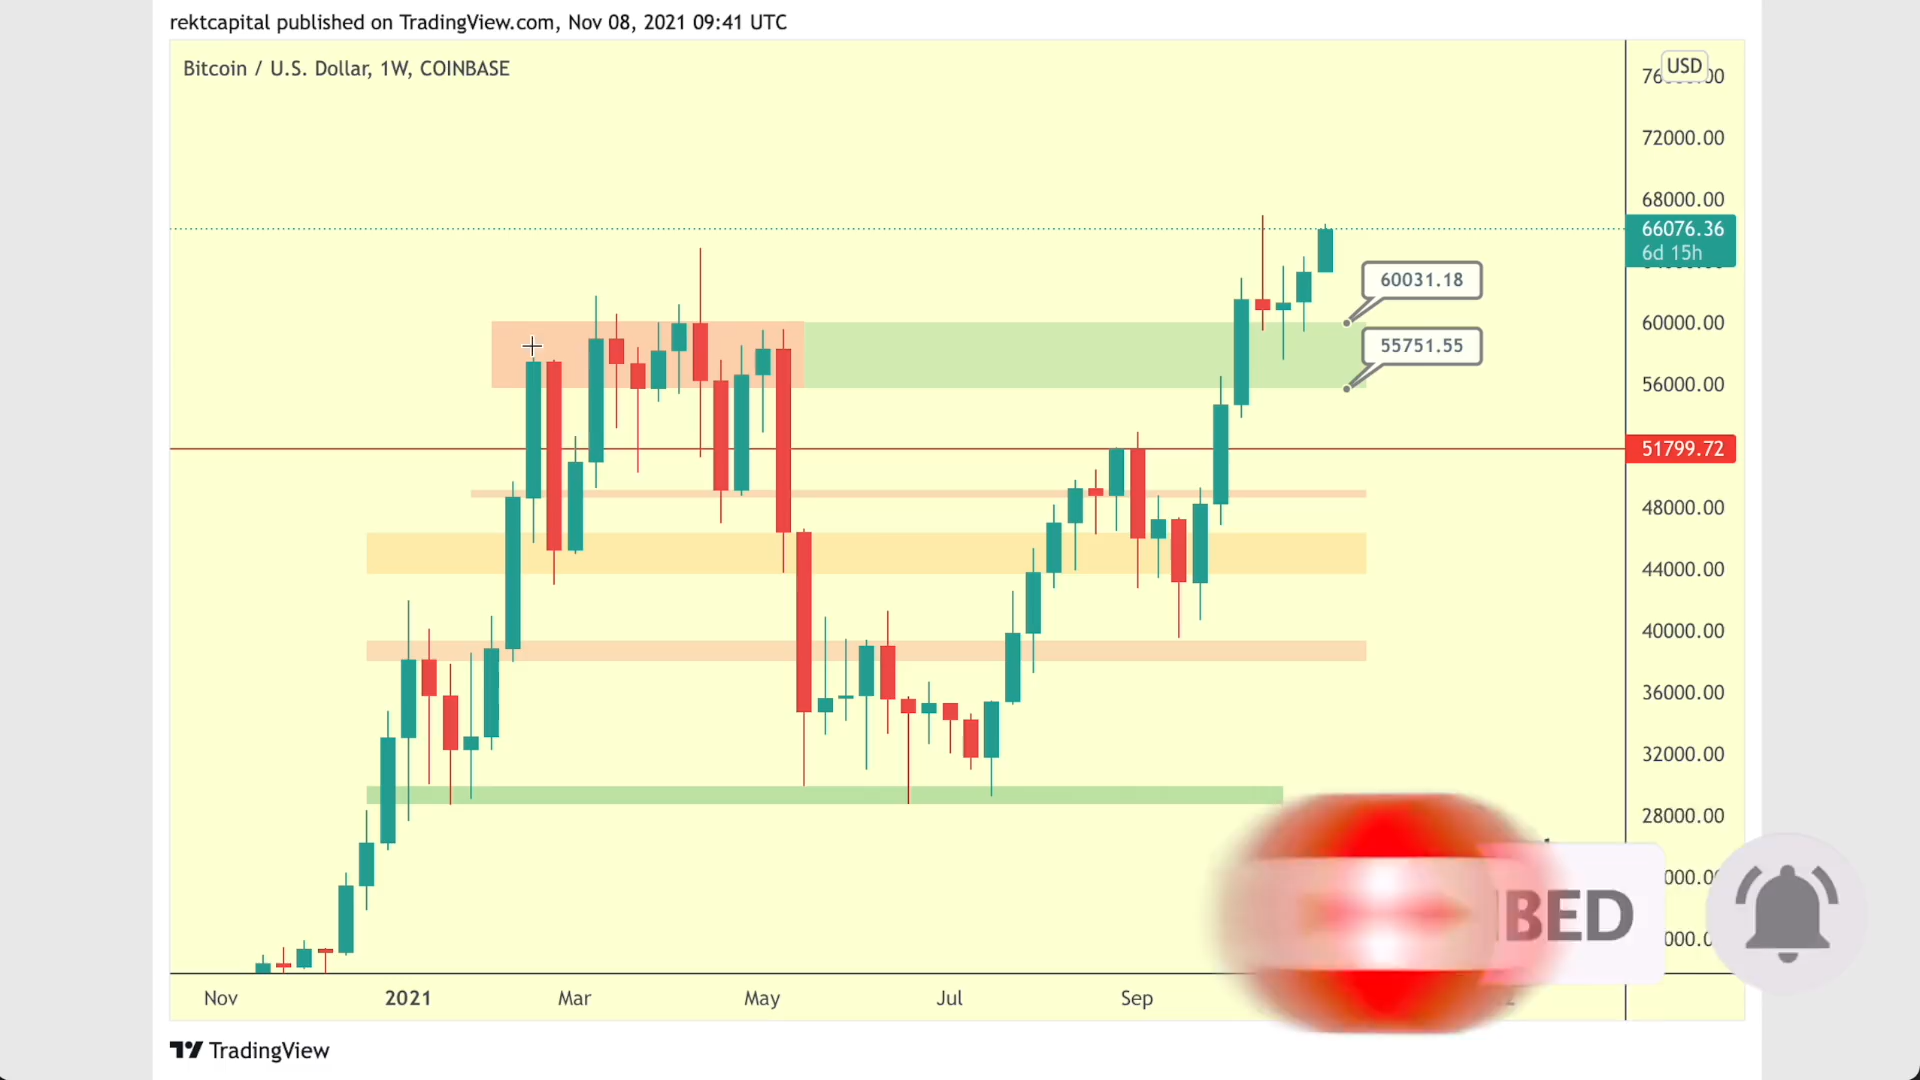 rektcapital published on TradingView.com, Nov 08, 2021 09:41 UTC
Bitcoin / U.S. Dollar, 1W, COINBASE
USD
72000.00
68000.00
66076.36
6d 15h
60031.18
60000.00
55751.55
56000.00
51799.72
48000.00
44000.00
40000.00
36000.00
32000.00
28000.00
BED
Nov 2021 Mar May Jul Sep
TradingView